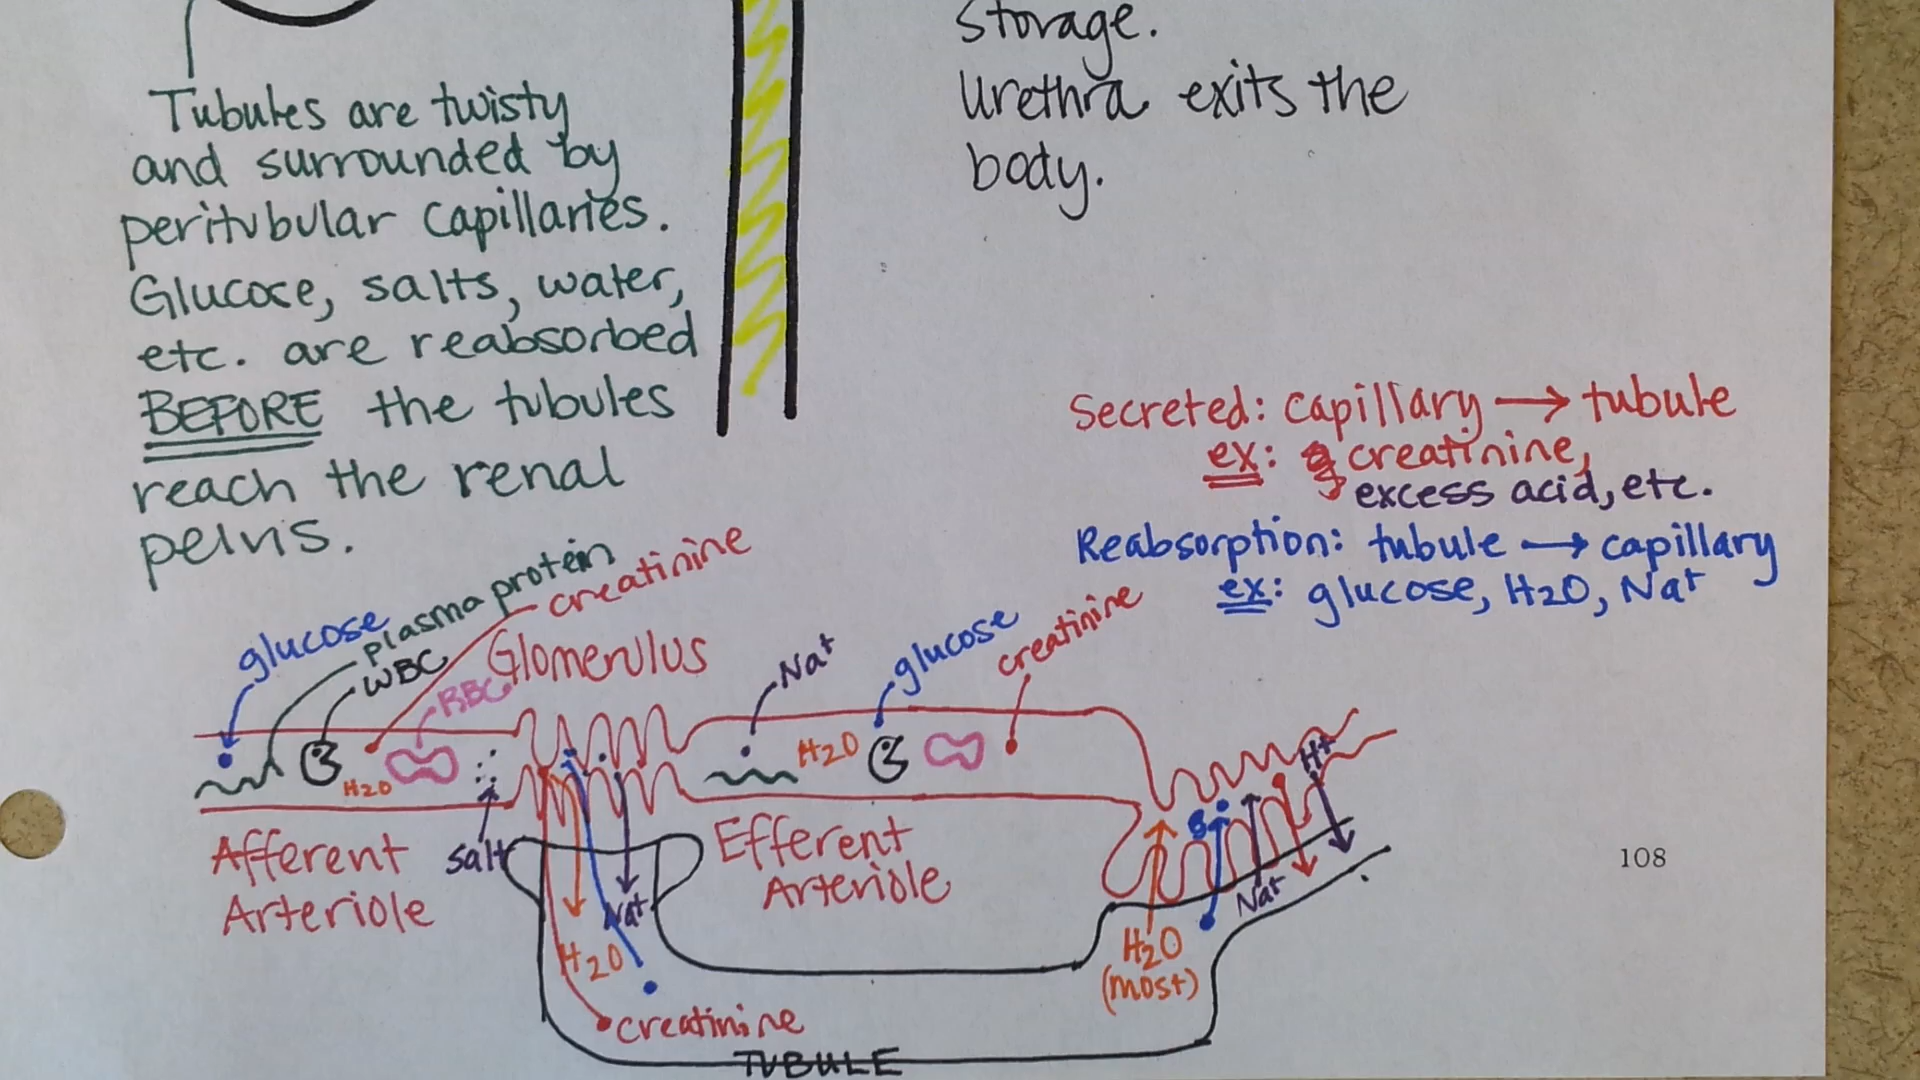 Tubules are twisty
and surrounded by
peritubular capillaries.
Glucose, salts, water,
etc. are reabsorbed
BEFORE the tubules
reach the renal
pelvis.
storage.
Urethra exits the
body.
Secreted: capillary → tubule
ex: creatinine,
excess acid, etc.
Reabsorption: tubule → capillary
ex: glucose, H2O, Na+
glucose
plasma protein
WBC
creatinine
RBC
Glomerulus
Na+
glucose
creatinine
H2O
H2O
H+
Afferent
Arteriole
salt
Efferent
Arteriole
Na+
H2O
creatinine
TUBULE
H2O
(most)
Na+
108